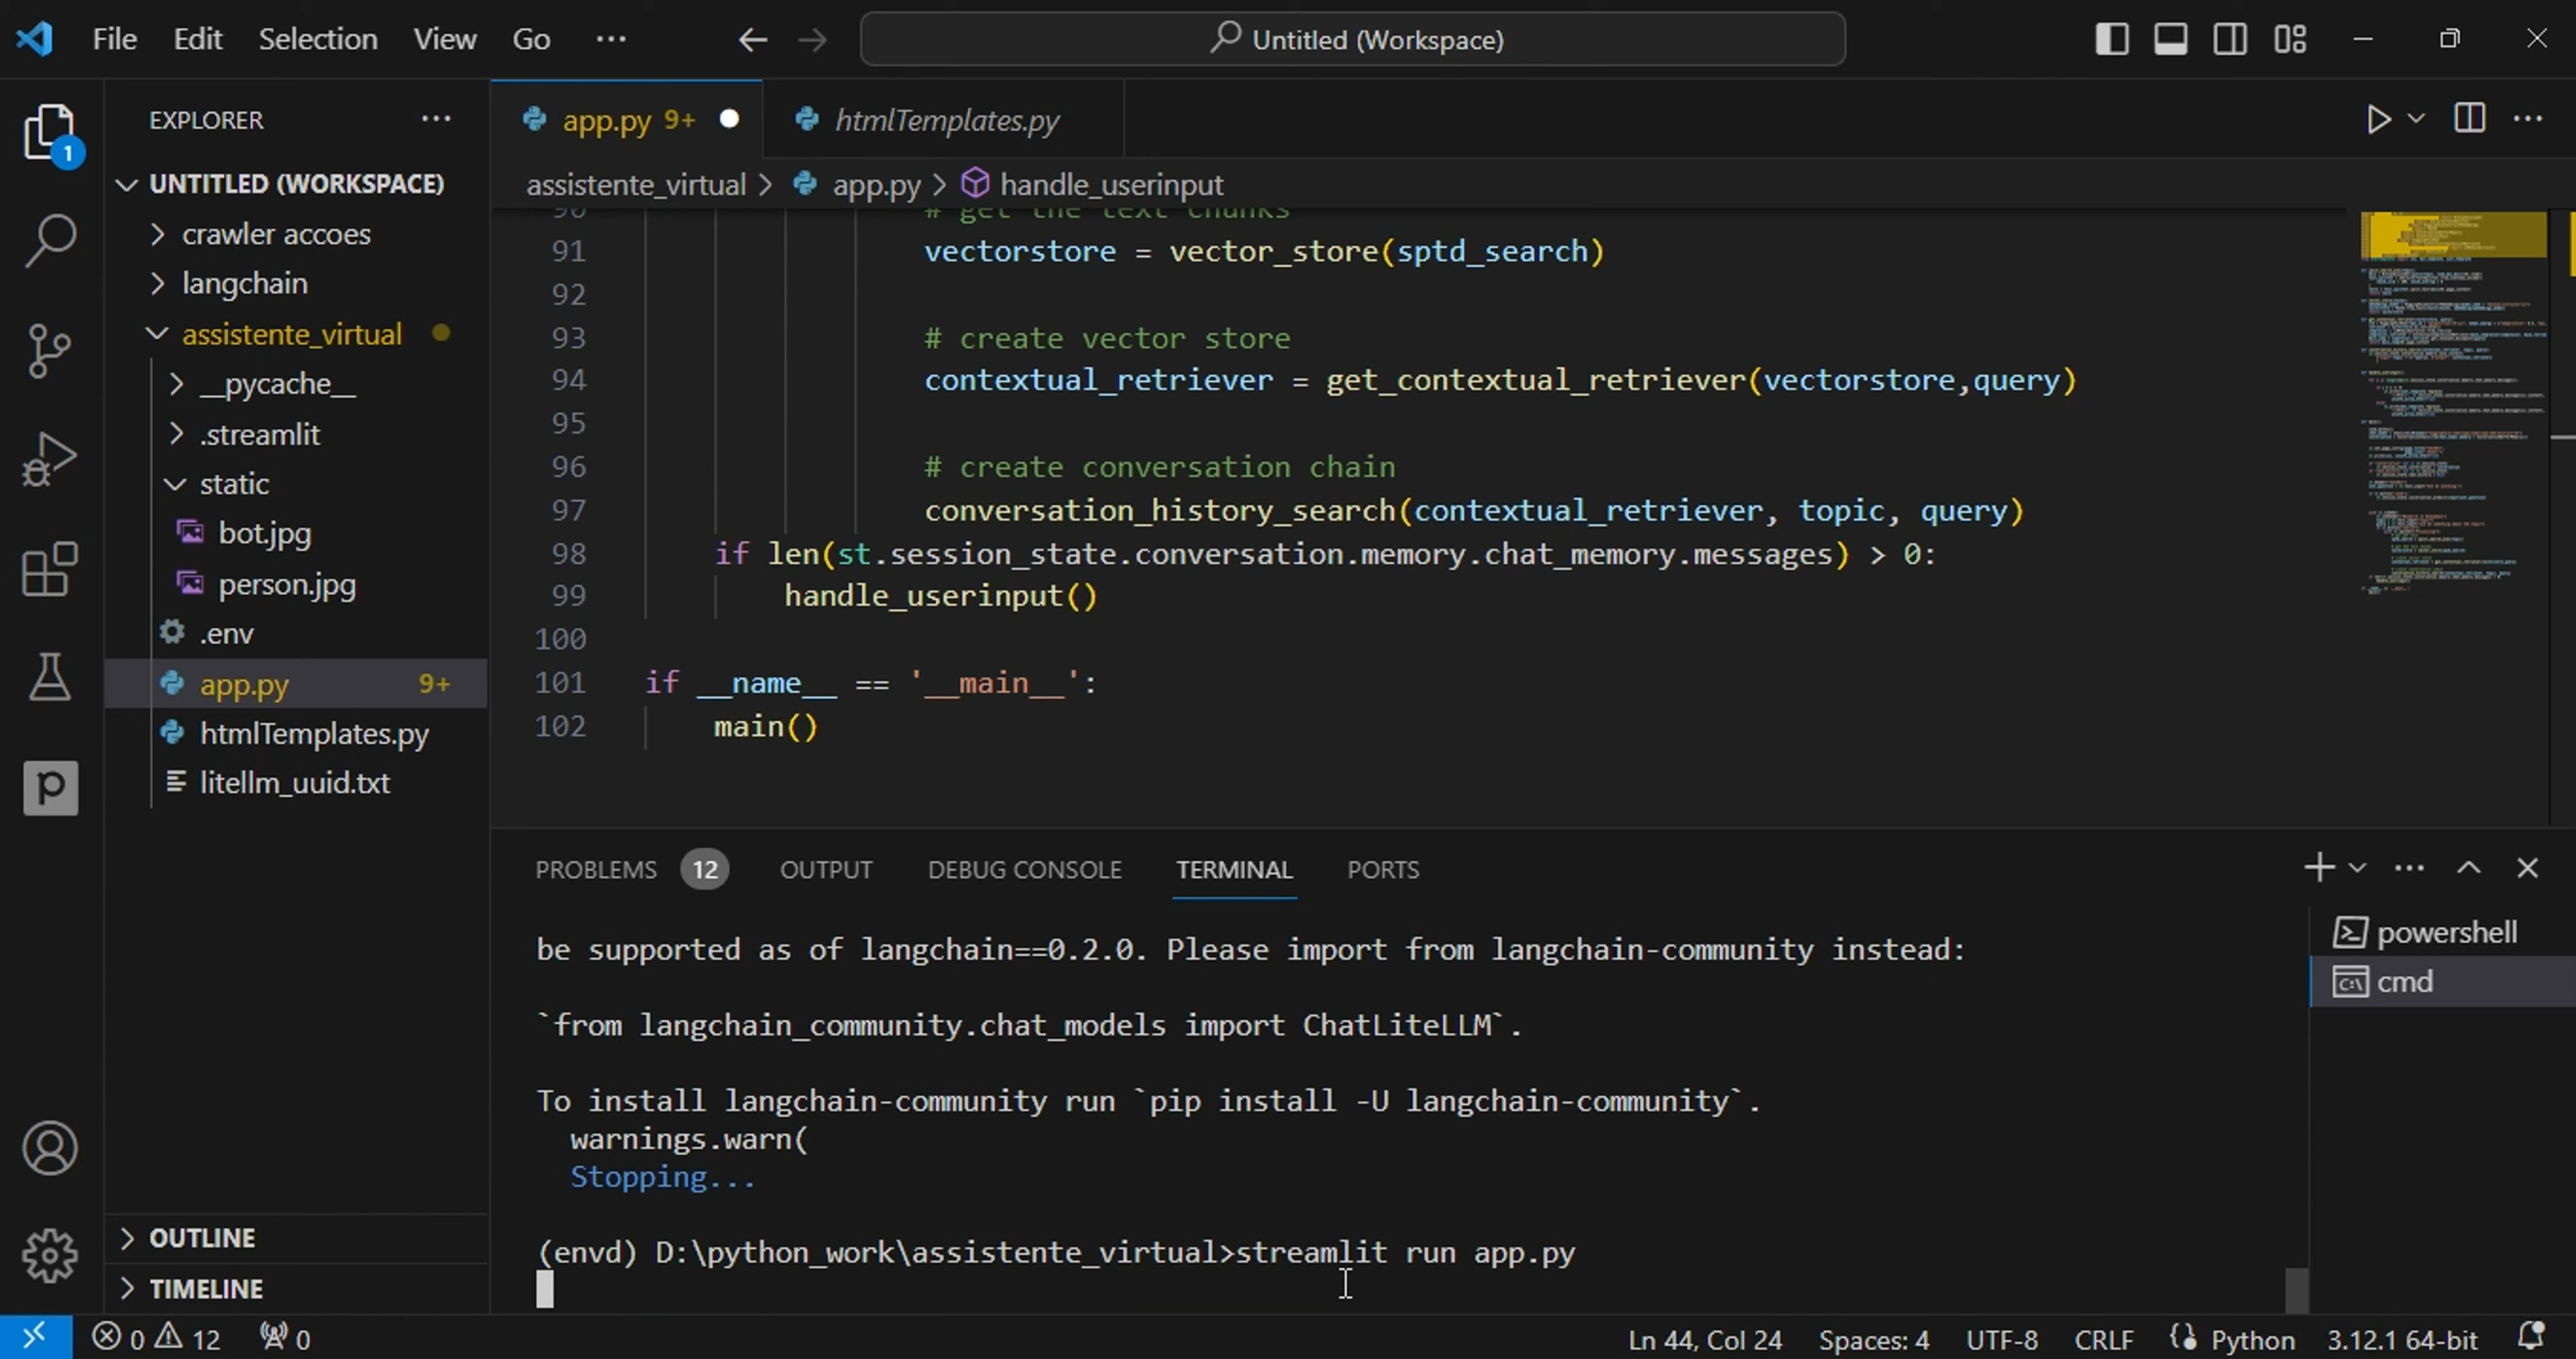 File Edit Selection View Go ... Untitled (Workspace)
EXPLORER ...
1
UNTITLED (WORKSPACE)
crawler accoes
langchain
assistente_virtual
__pycache__
.streamlit
static
bot.jpg
person.jpg
.env
app.py 9+
htmlTemplates.py
litellm_uuid.txt
OUTLINE
TIMELINE
app.py 9+ htmlTemplates.py
assistente_virtual > app.py > handle_userinput
90 # get the text chunks
91 vectorstore = vector_store(sptd_search)
92
93 # create vector store
94 contextual_retriever = get_contextual_retriever(vectorstore,query)
95
96 # create conversation chain
97 conversation_history_search(contextual_retriever, topic, query)
98 if len(st.session_state.conversation.memory.chat_memory.messages) > 0:
99 handle_userinput()
100
101 if __name__ == '__main__':
102 main()
PROBLEMS 12 OUTPUT DEBUG CONSOLE TERMINAL PORTS
be supported as of langchain==0.2.0. Please import from langchain-community instead:
`from langchain_community.chat_models import ChatLiteLLM`.
To install langchain-community run `pip install -U langchain-community`.
warnings.warn(
Stopping...
(envd) D:\python_work\assistente_virtual>streamlit run app.py
powershell
cmd
0 12 0 Ln 44, Col 24 Spaces: 4 UTF-8 CRLF Python 3.12.1 64-bit